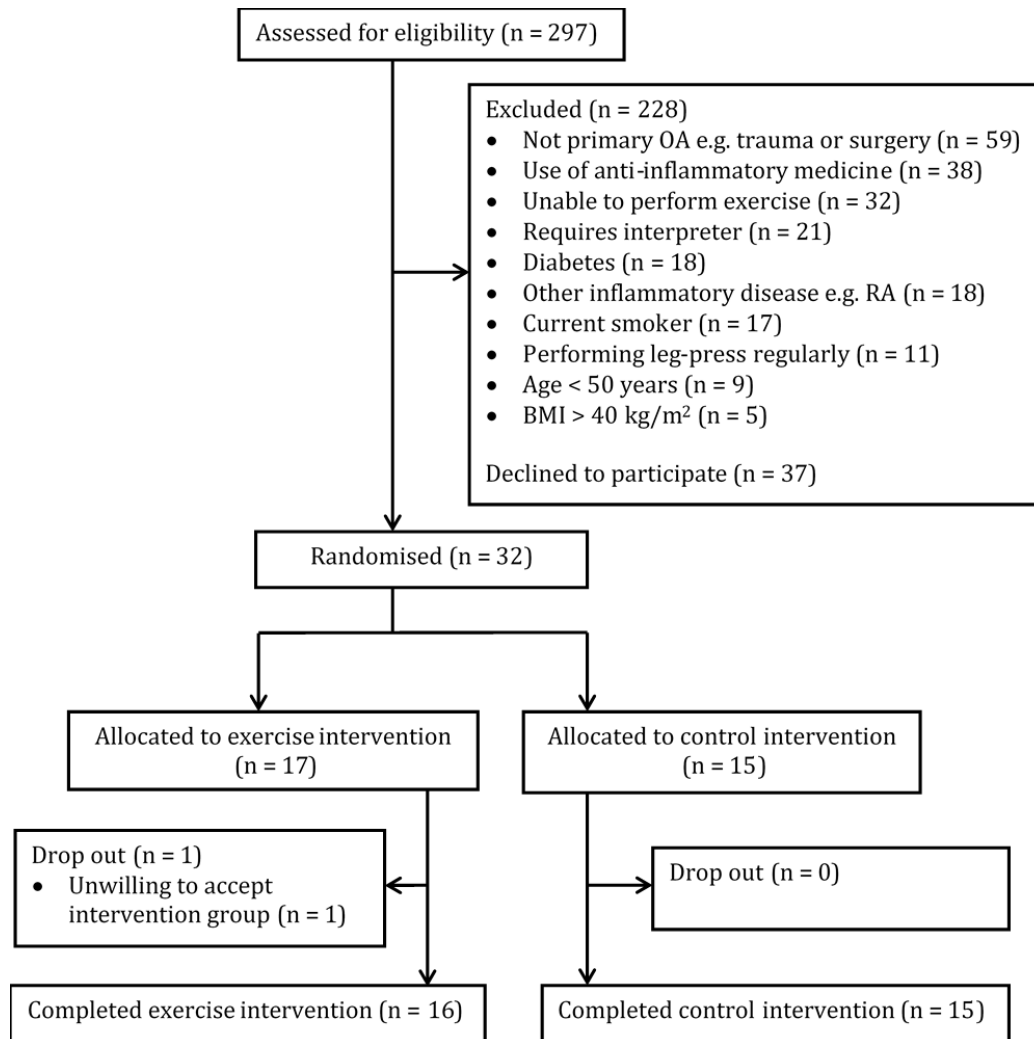 Assessed for eligibility (n = 297)
Excluded (n = 228)
• Not primary OA e.g. trauma or surgery (n = 59)
• Use of anti-inflammatory medicine (n = 38)
• Unable to perform exercise (n = 32)
• Requires interpreter (n = 21)
• Diabetes (n = 18)
• Other inflammatory disease e.g. RA (n = 18)
• Current smoker (n = 17)
• Performing leg-press regularly (n = 11)
• Age < 50 years (n = 9)
• BMI > 40 kg/m² (n = 5)
Declined to participate (n = 37)
Randomised (n = 32)
Allocated to exercise intervention
(n = 17)
Allocated to control intervention
(n = 15)
Drop out (n = 1)
• Unwilling to accept
intervention group (n = 1)
Drop out (n = 0)
Completed exercise intervention (n = 16)
Completed control intervention (n = 15)